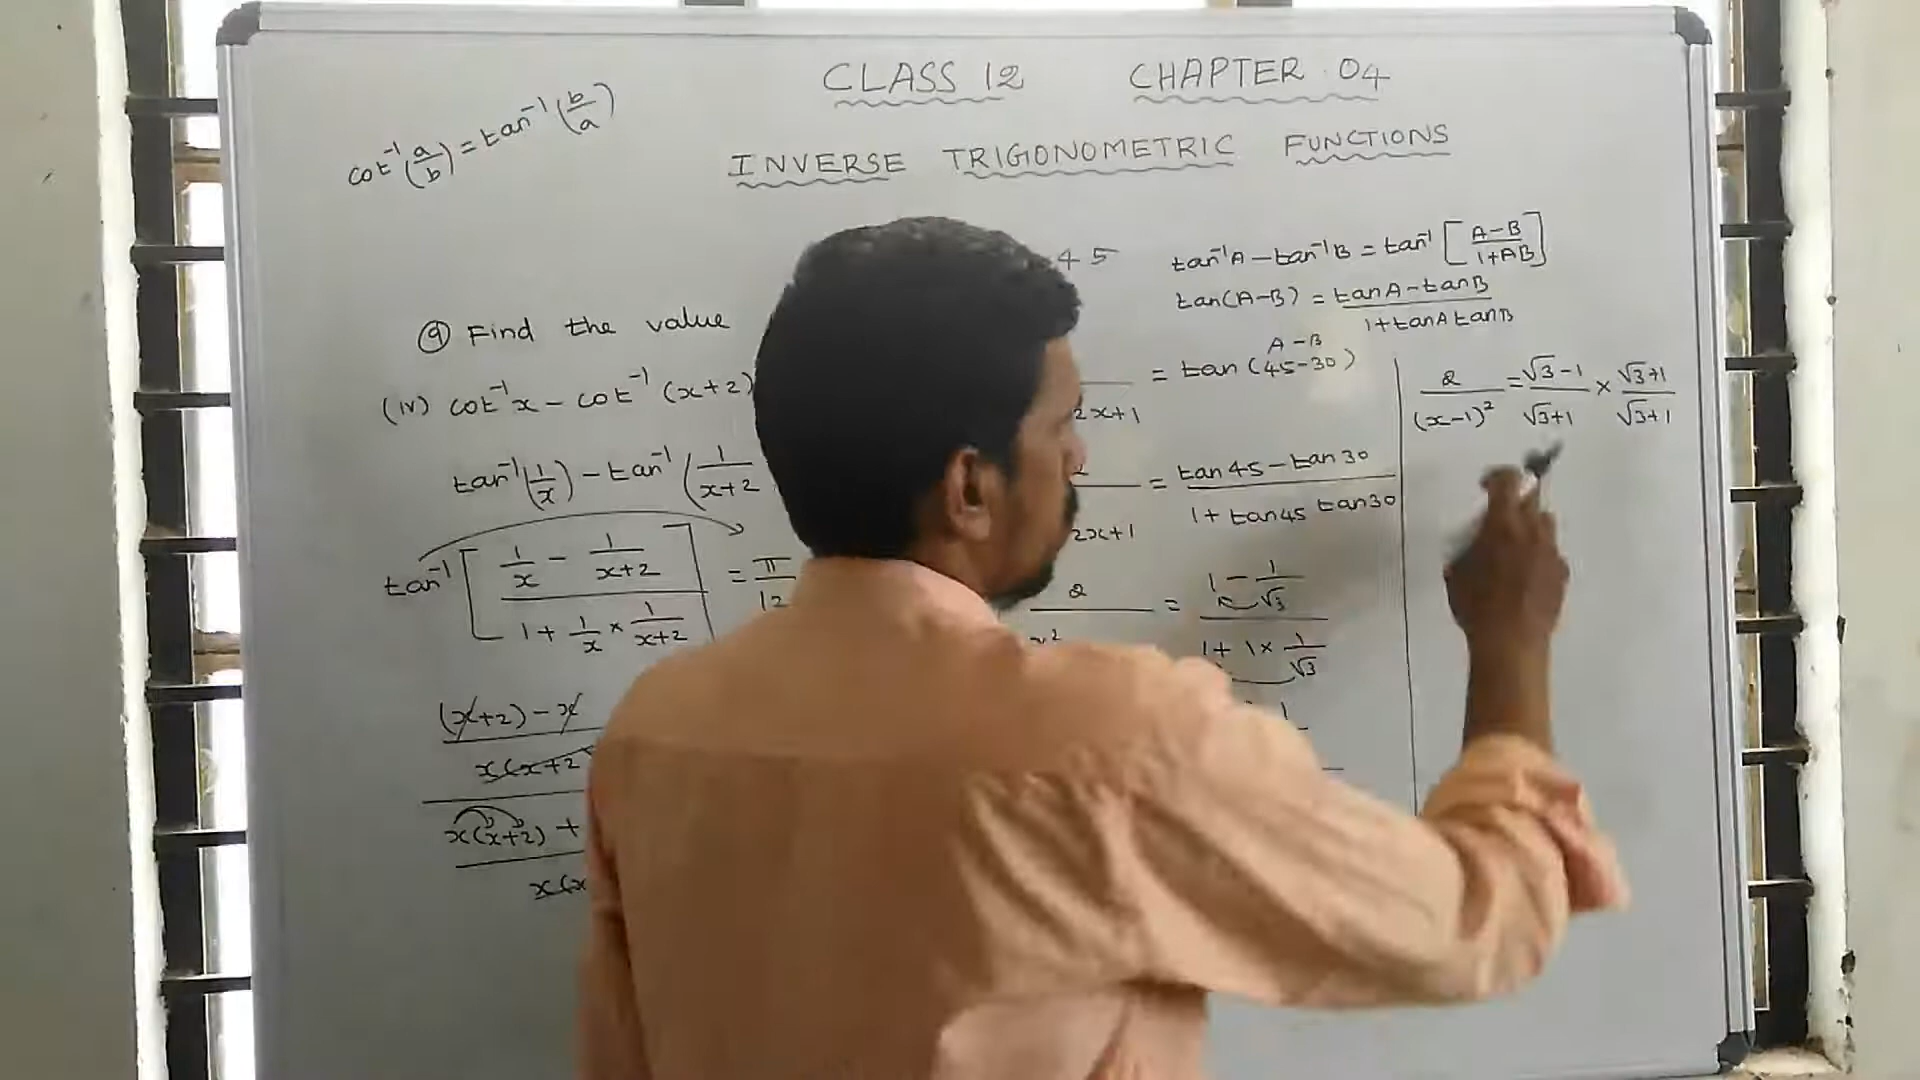 CLASS 12 CHAPTER 04
cot⁻¹(a/b) = tan⁻¹(b/a)
INVERSE TRIGONOMETRIC FUNCTIONS
45
9 Find the value
(iv) cot⁻¹x − cot⁻¹(x+2)
tan⁻¹(1/x) − tan⁻¹(1/x+2
tan⁻¹[(1/x − 1/x+2)/(1 + 1/x × 1/x+2)] = π/12
(x+2) − x
x(x+2
x(x+2) +
x(x
2x+1 = tan(45−30)
A−B
2x+1 = tan45 − tan30 / 1 + tan45 tan30
2/x² = (1 − 1/√3)/(1 + 1 × 1/√3)
1
tan⁻¹A − tan⁻¹B = tan⁻¹[A−B/1+AB]
tan(A−B) = tanA − tanB / 1 + tanA tanB
2/(x−1)² = √3−1/√3+1 × √3+1/√3+1